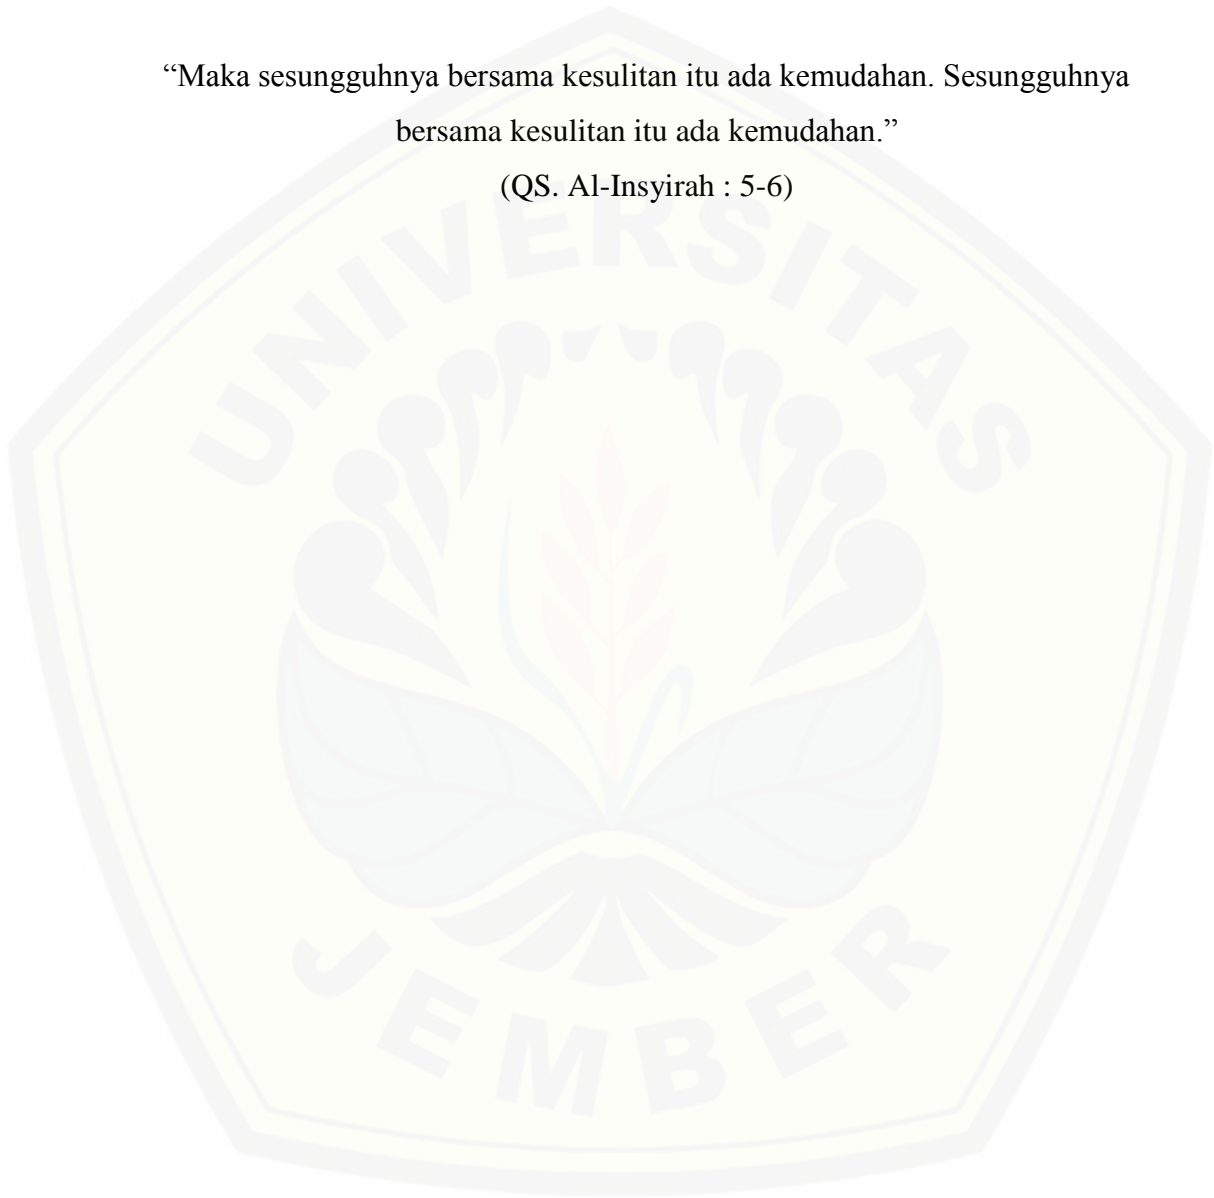 “Maka sesungguhnya bersama kesulitan itu ada kemudahan. Sesungguhnya
bersama kesulitan itu ada kemudahan.”
(QS. Al-Insyirah : 5-6)
UNIVERSITAS
JEMBER